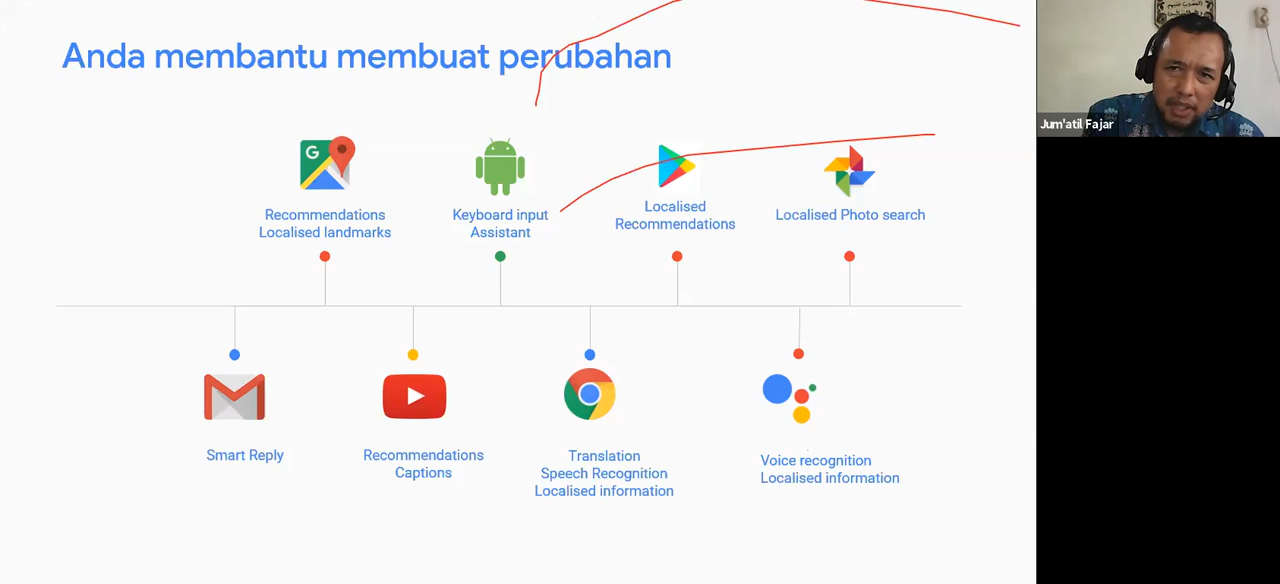 Anda membantu membuat perubahan
Jum'atil Fajar
G
Recommendations
Localised landmarks
Keyboard input
Assistant
Localised
Recommendations
Localised Photo search
Smart Reply
Recommendations
Captions
Translation
Speech Recognition
Localised information
Voice recognition
Localised information